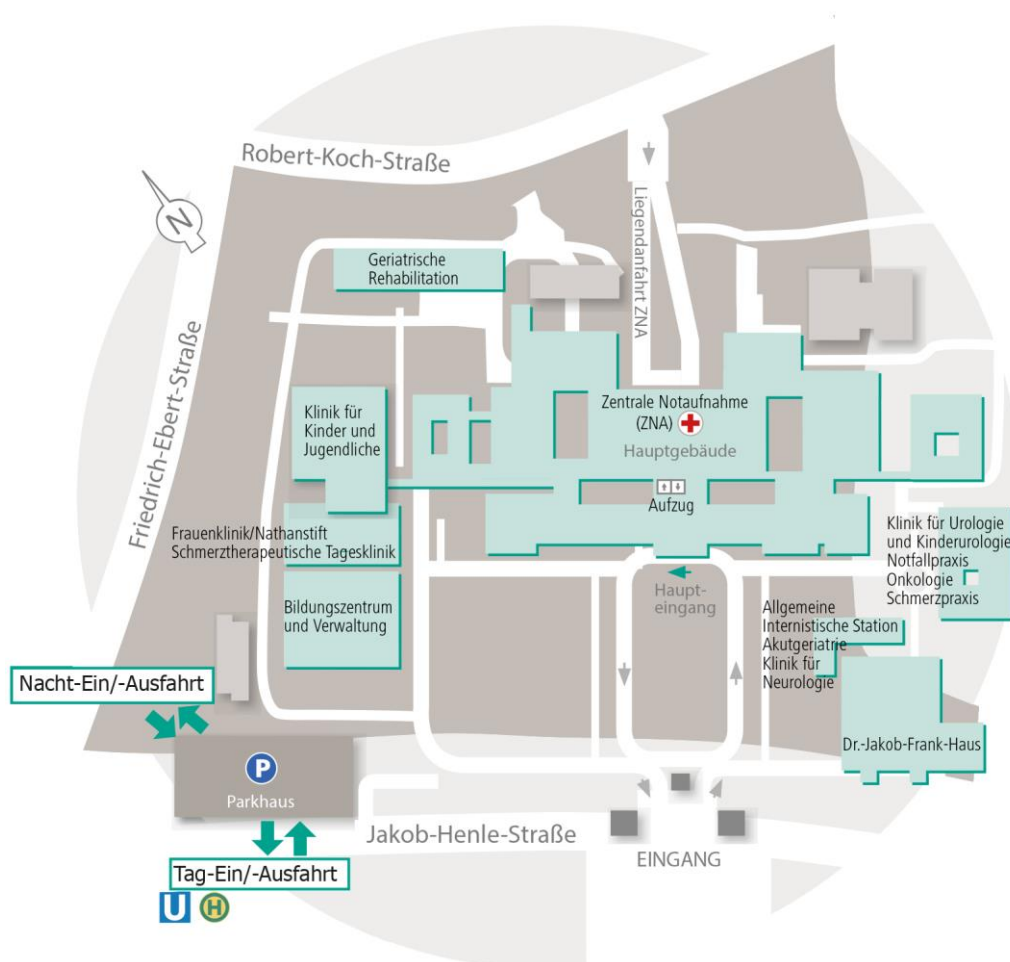 Robert-Koch-Straße
N
Liegendanfahrt ZNA
Geriatrische
Rehabilitation
Friedrich-Ebert-Straße
Klinik für
Kinder und
Jugendliche
Zentrale Notaufnahme
(ZNA)
Hauptgebäude
Aufzug
Frauenklinik/Nathanstift
Schmerztherapeutische Tagesklinik
Klinik für Urologie
und Kinderurologie
Notfallpraxis
Onkologie
Schmerzpraxis
Haupt-
eingang
Bildungszentrum
und Verwaltung
Allgemeine
Internistische Station
Akutgeriatrie
Klinik für
Neurologie
Nacht-Ein/-Ausfahrt
Dr.-Jakob-Frank-Haus
P
Parkhaus
Jakob-Henle-Straße
EINGANG
Tag-Ein/-Ausfahrt
U H